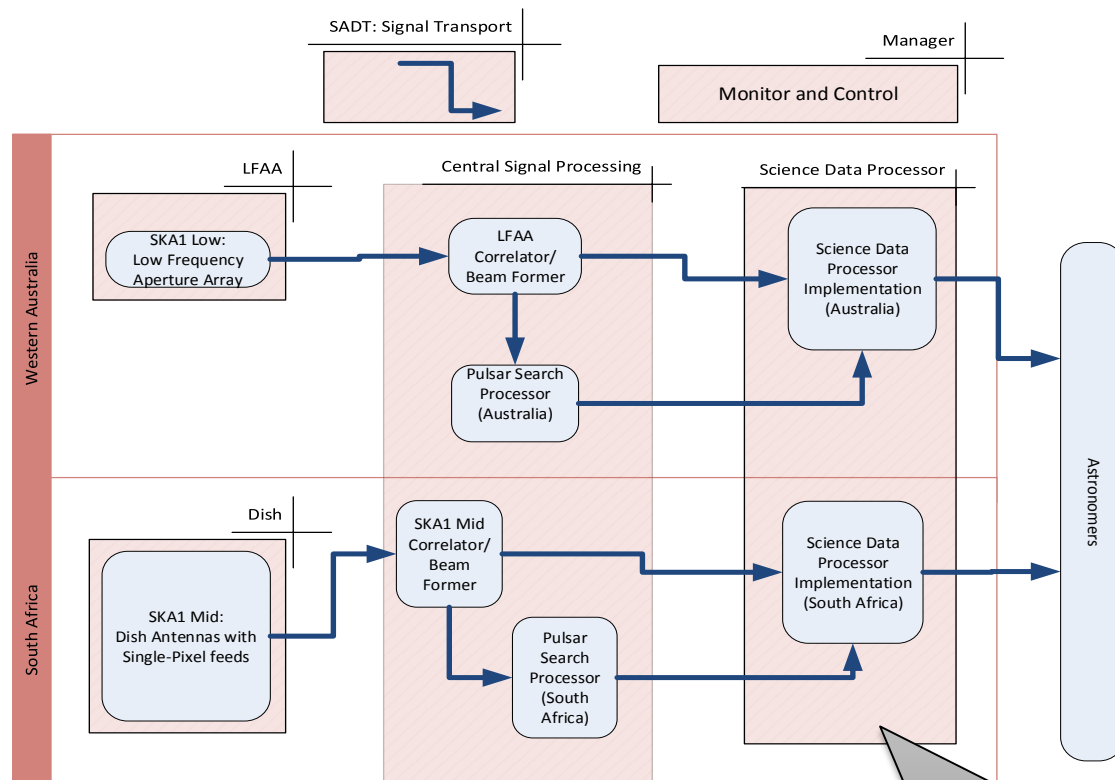 SADT: Signal Transport
Manager
Monitor and Control
LFAA
Central Signal Processing
Science Data Processor
Western Australia
SKA1 Low:
Low Frequency
Aperture Array
LFAA
Correlator/
Beam Former
Science Data
Processor
Implementation
(Australia)
Pulsar Search
Processor
(Australia)
Astronomers
South Africa
Dish
SKA1 Mid:
Dish Antennas with
Single-Pixel feeds
SKA1 Mid
Correlator/
Beam
Former
Science Data
Processor
Implementation
(South Africa)
Pulsar
Search
Processor
(South
Africa)